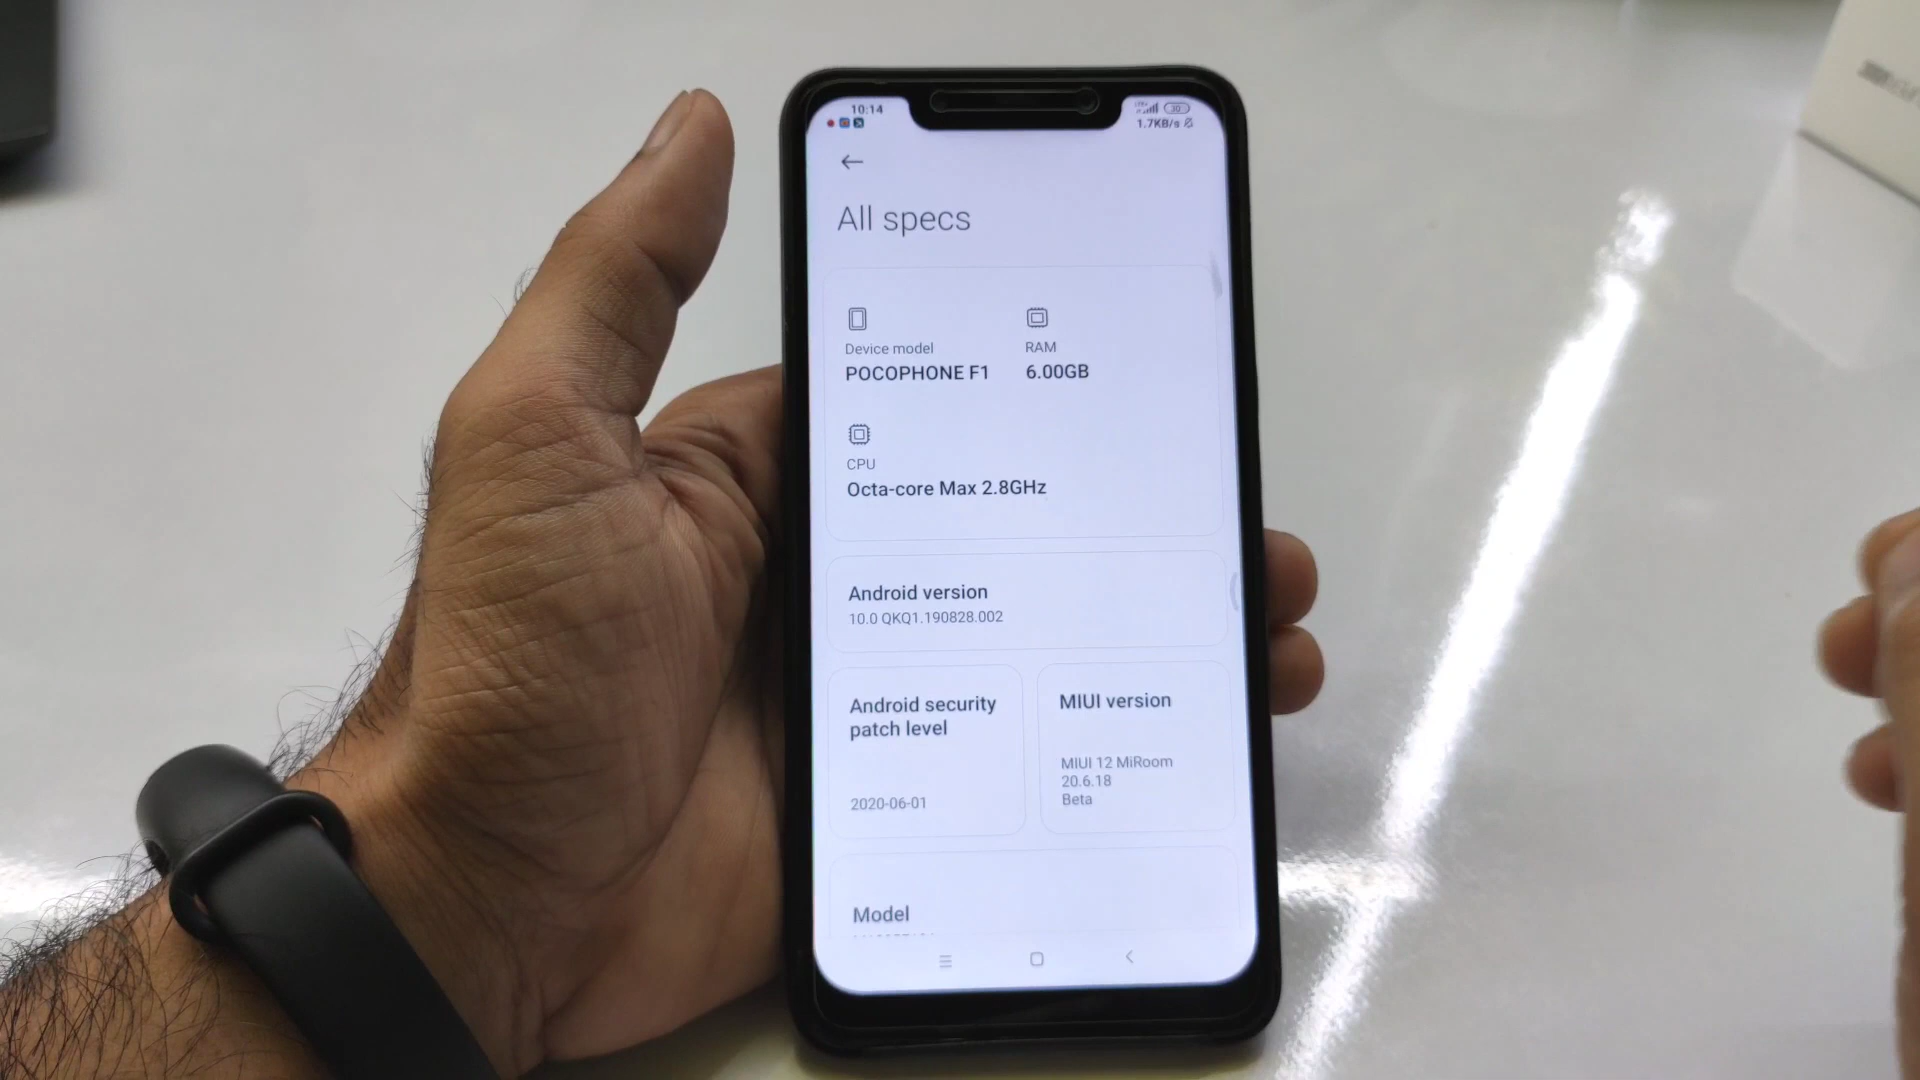 10:14
30
1.7KB/s
All specs
Device model
POCOPHONE F1
RAM
6.00GB
CPU
Octa-core Max 2.8GHz
Android version
10.0 QKQ1.190828.002
Android security
patch level
2020-06-01
MIUI version
MIUI 12 MiRoom
20.6.18
Beta
Model